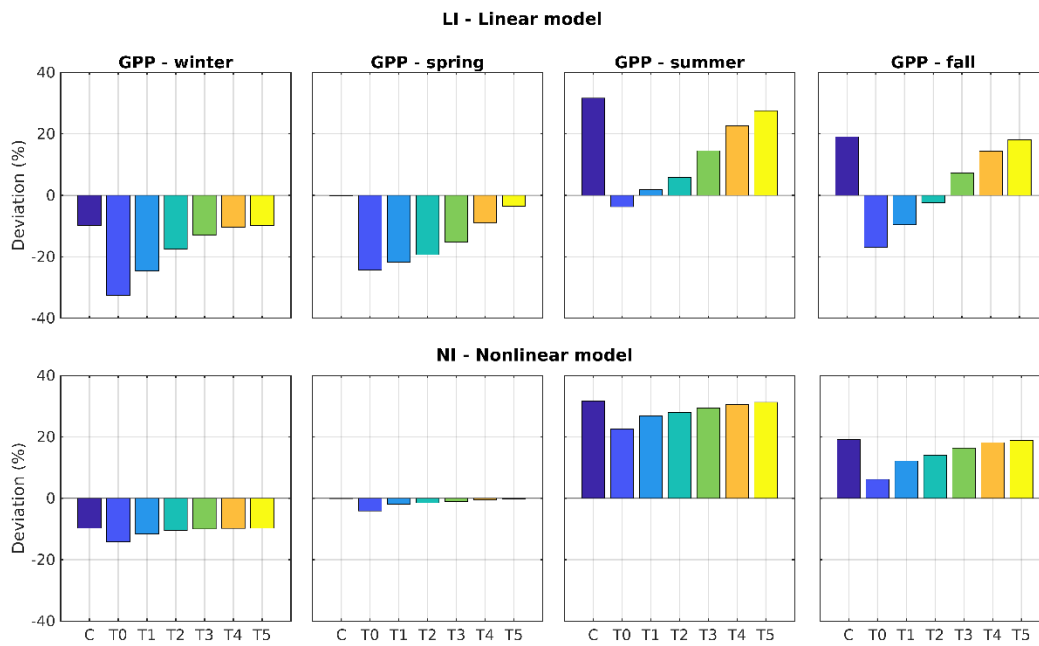 LI - Linear model
GPP - winter GPP - spring GPP - summer GPP - fall
40
20
0
-20
-40
Deviation (%)
NI - Nonlinear model
40
20
0
-20
-40
Deviation (%)
C T0 T1 T2 T3 T4 T5 C T0 T1 T2 T3 T4 T5 C T0 T1 T2 T3 T4 T5 C T0 T1 T2 T3 T4 T5